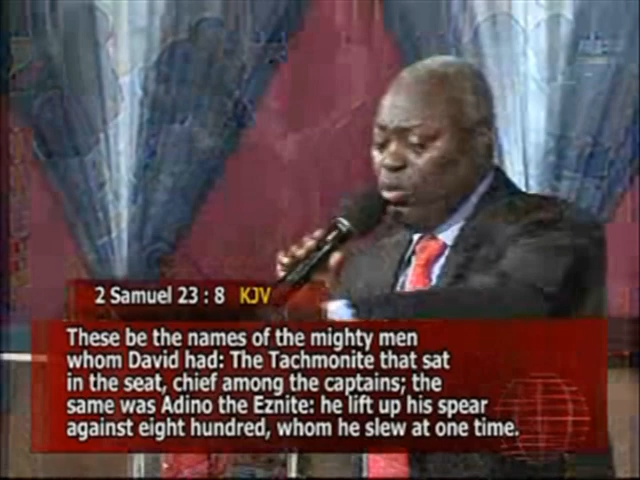 2 Samuel 23 : 8 KJV
These be the names of the mighty men
whom David had: The Tachmonite that sat
in the seat, chief among the captains; the
same was Adino the Eznite: he lift up his spear
against eight hundred, whom he slew at one time.